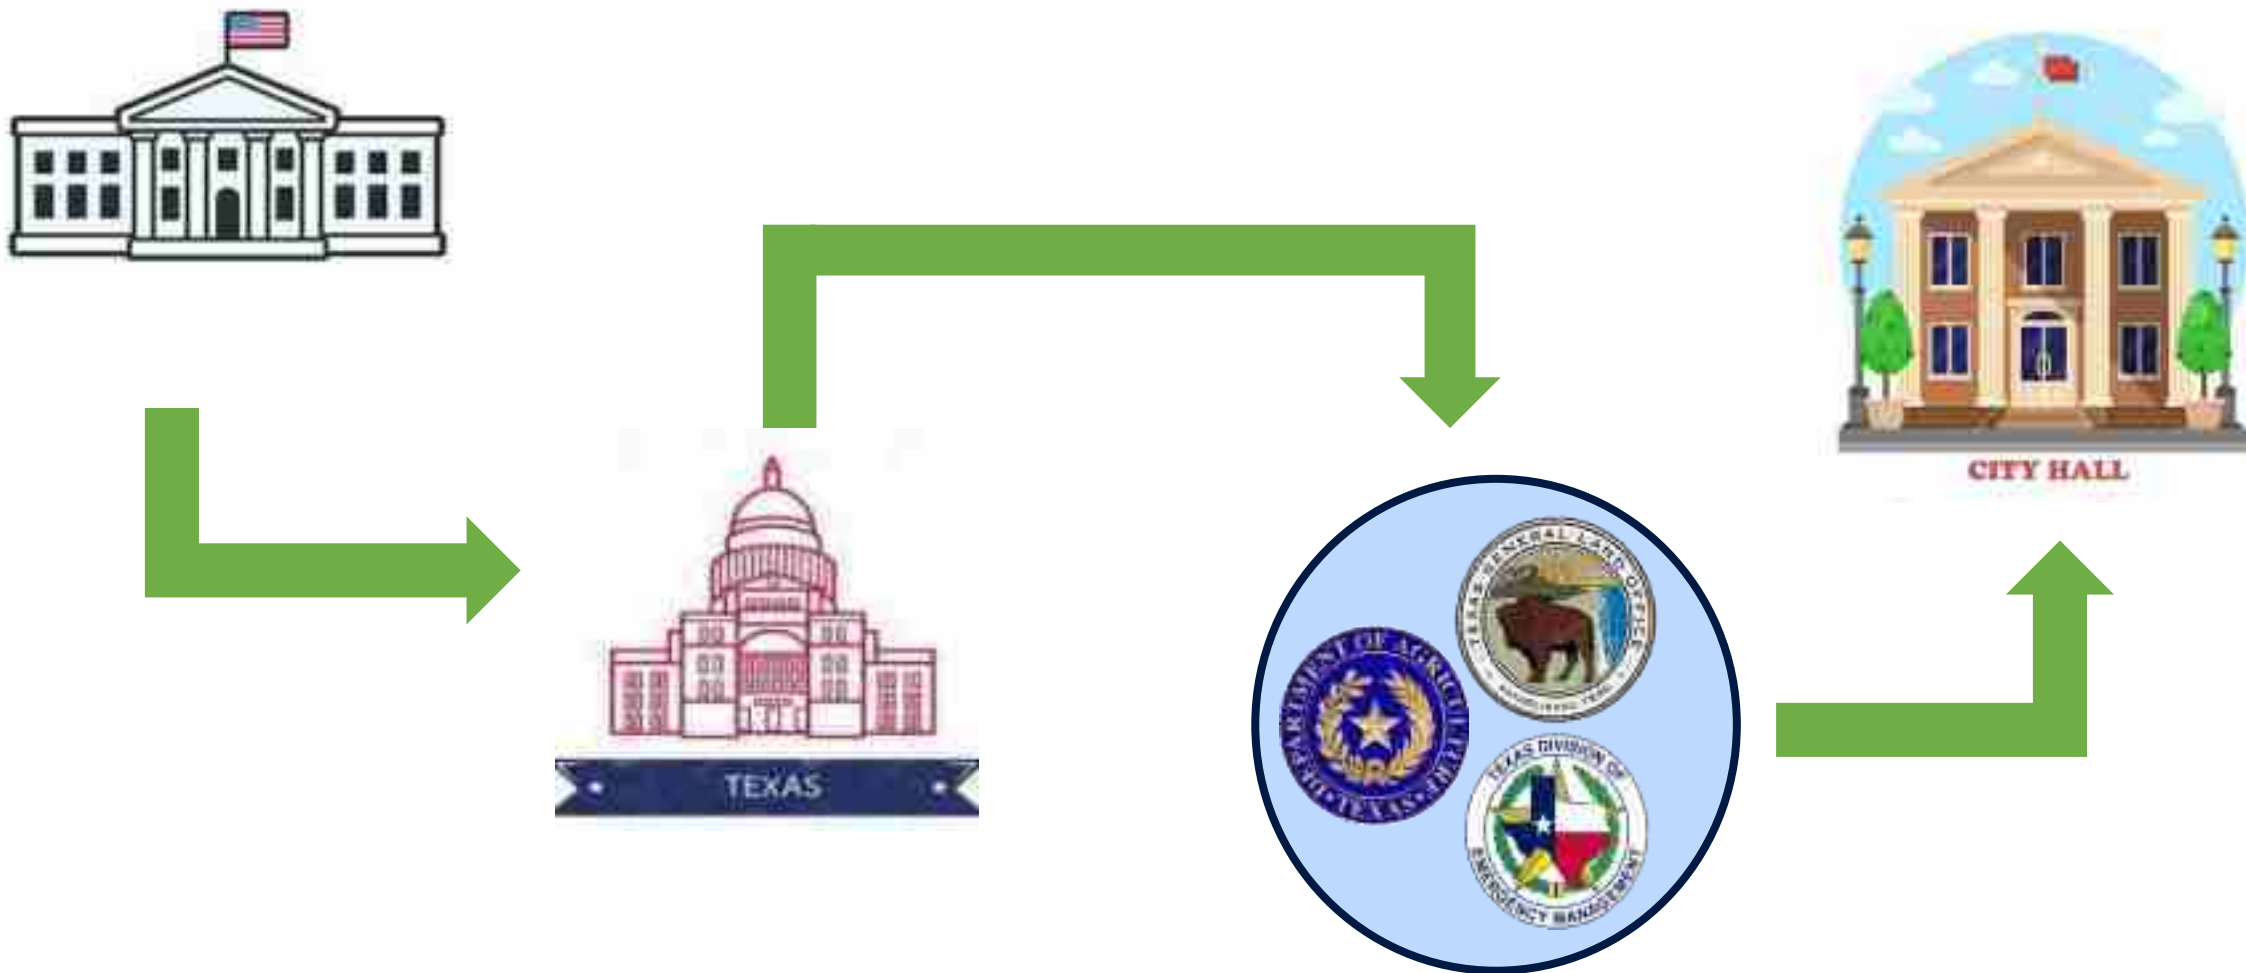 CITY HALL
TEXAS GENERAL LAND OFFICE
TEXAS DEPARTMENT OF AGRICULTURE
TEXAS
TEXAS DIVISION OF
EMERGENCY MANAGEMENT